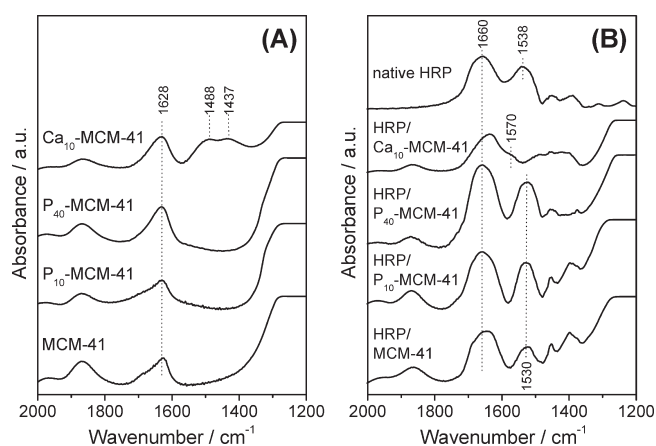 (A)
Absorbance / a.u.
1628
1488
1437
Ca10-MCM-41
P40-MCM-41
P10-MCM-41
MCM-41
2000 1800 1600 1400 1200
Wavenumber / cm-1
(B)
Absorbance / a.u.
1660
1538
native HRP
HRP/
Ca10-MCM-41
1570
HRP/
P40-MCM-41
HRP/
P10-MCM-41
HRP/
MCM-41
1530
2000 1800 1600 1400 1200
Wavenumber / cm-1